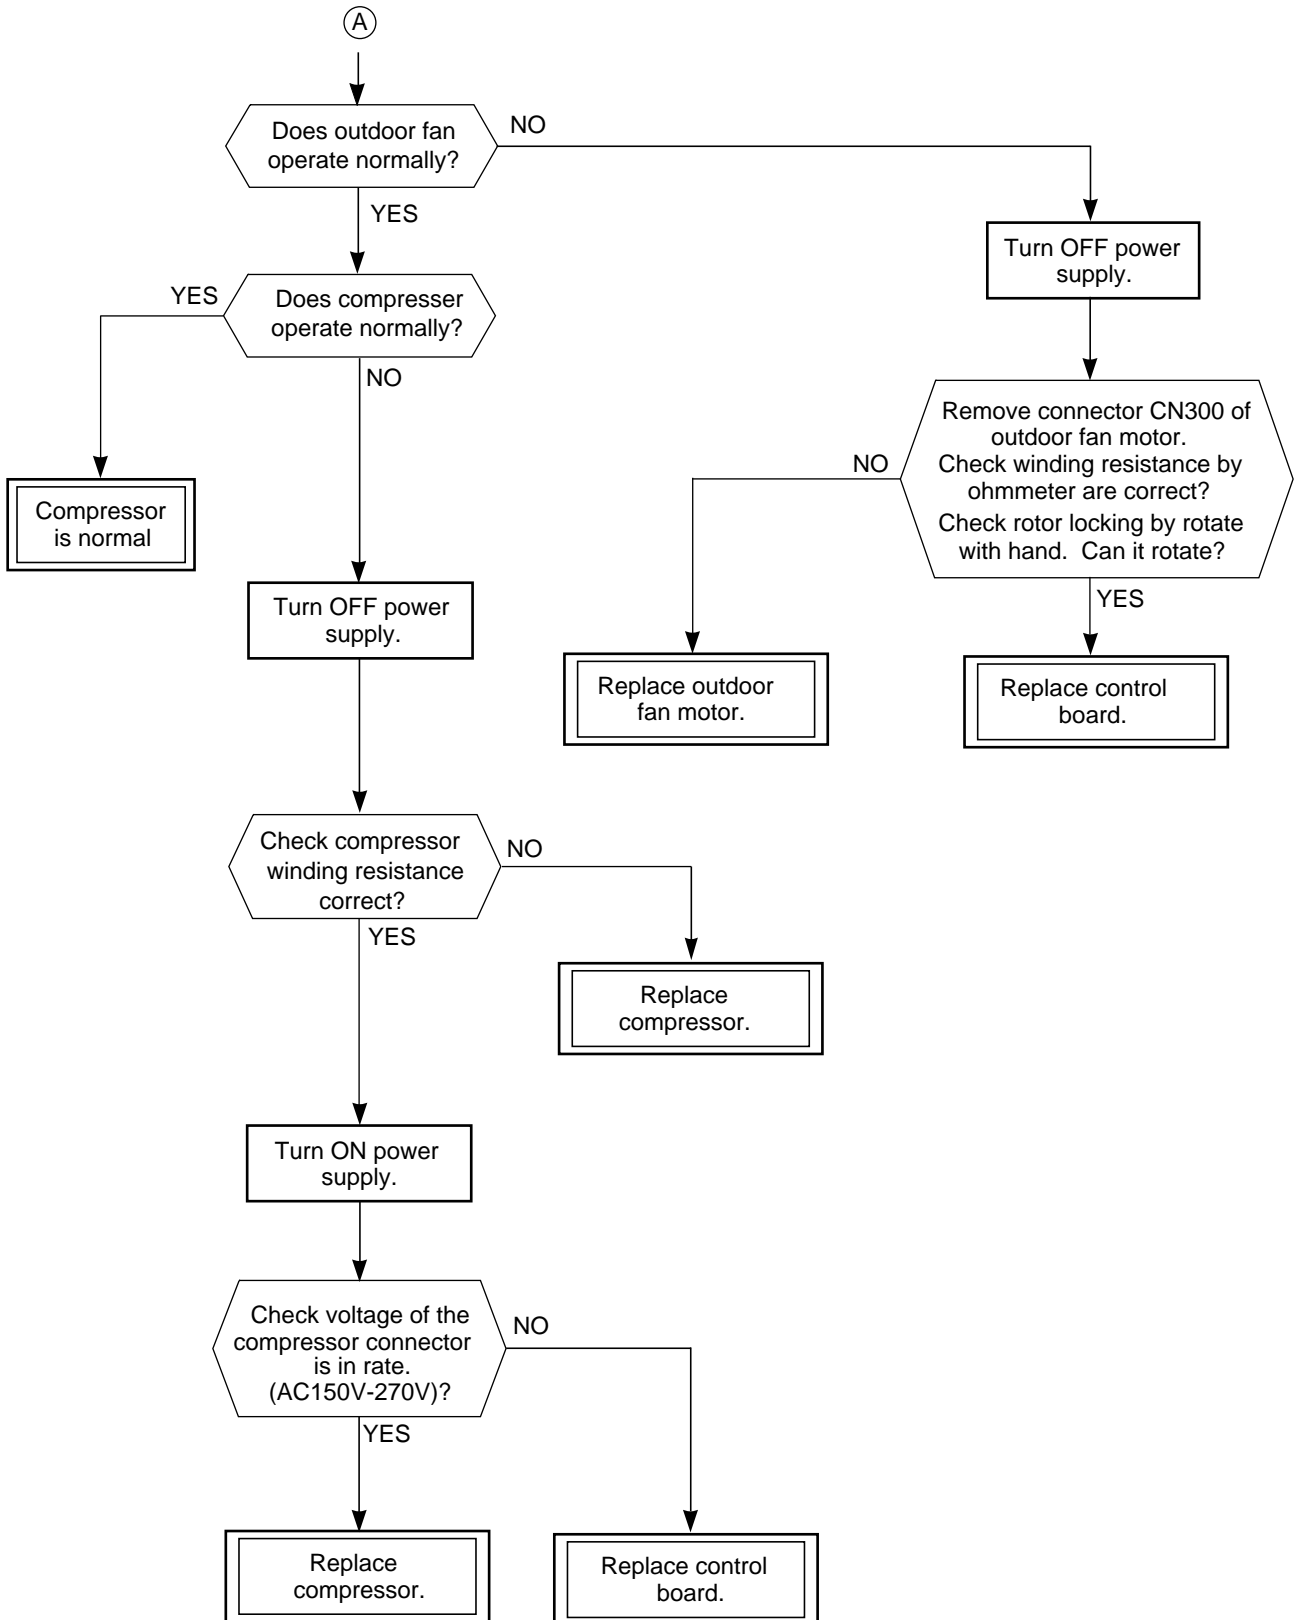 A
Does outdoor fan
operate normally?
NO
YES
Turn OFF power
supply.
Does compresser
operate normally?
YES
NO
Compressor
is normal
Remove connector CN300 of
outdoor fan motor.
Check winding resistance by
ohmmeter are correct?
Check rotor locking by rotate
with hand. Can it rotate?
NO
YES
Turn OFF power
supply.
Replace outdoor
fan motor.
Replace control
board.
Check compressor
winding resistance
correct?
NO
YES
Replace
compressor.
Turn ON power
supply.
Check voltage of the
compressor connector
is in rate.
(AC150V-270V)?
NO
YES
Replace
compressor.
Replace control
board.